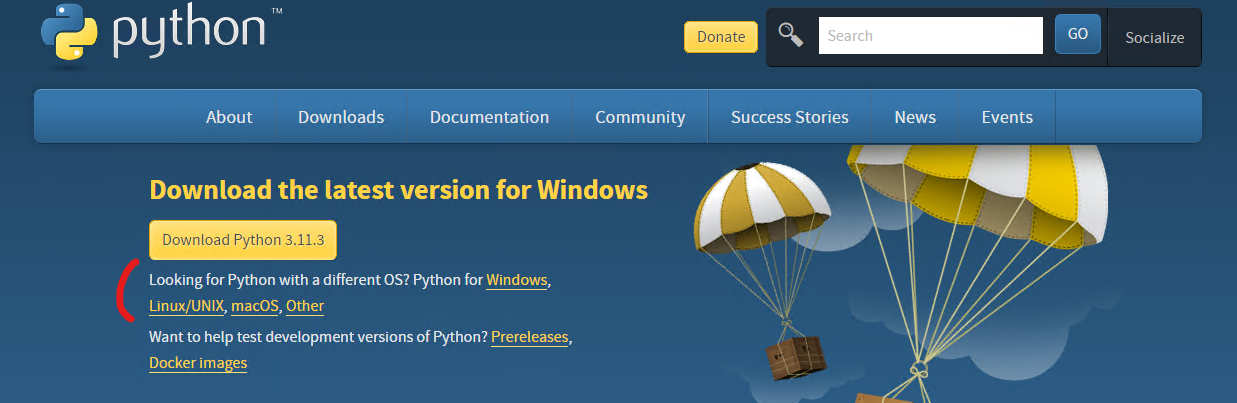 python™
Donate
Search
GO
Socialize
About Downloads Documentation Community Success Stories News Events
Download the latest version for Windows
Download Python 3.11.3
Looking for Python with a different OS? Python for Windows,
Linux/UNIX, macOS, Other
Want to help test development versions of Python? Prereleases,
Docker images